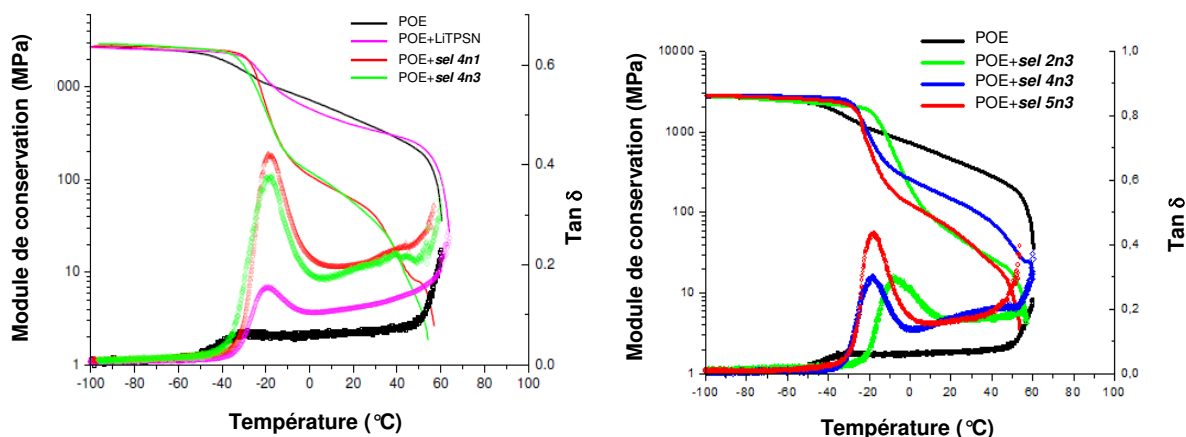 POE
POE+LiTPSN
POE+sel 4n1
POE+sel 4n3
Module de conservation (MPa)
000
100
10
1
0,6
0,4
0,2
0,0
Tan δ
-100 -80 -60 -40 -20 0 20 40 60 80 100
Température (°C)
POE
POE+sel 2n3
POE+sel 4n3
POE+sel 5n3
Module de conservation (MPa)
10000
1000
100
10
1
1,0
0,8
0,6
0,4
0,2
0,0
Tan δ
-100 -80 -60 -40 -20 0 20 40 60 80 100
Température (°C)